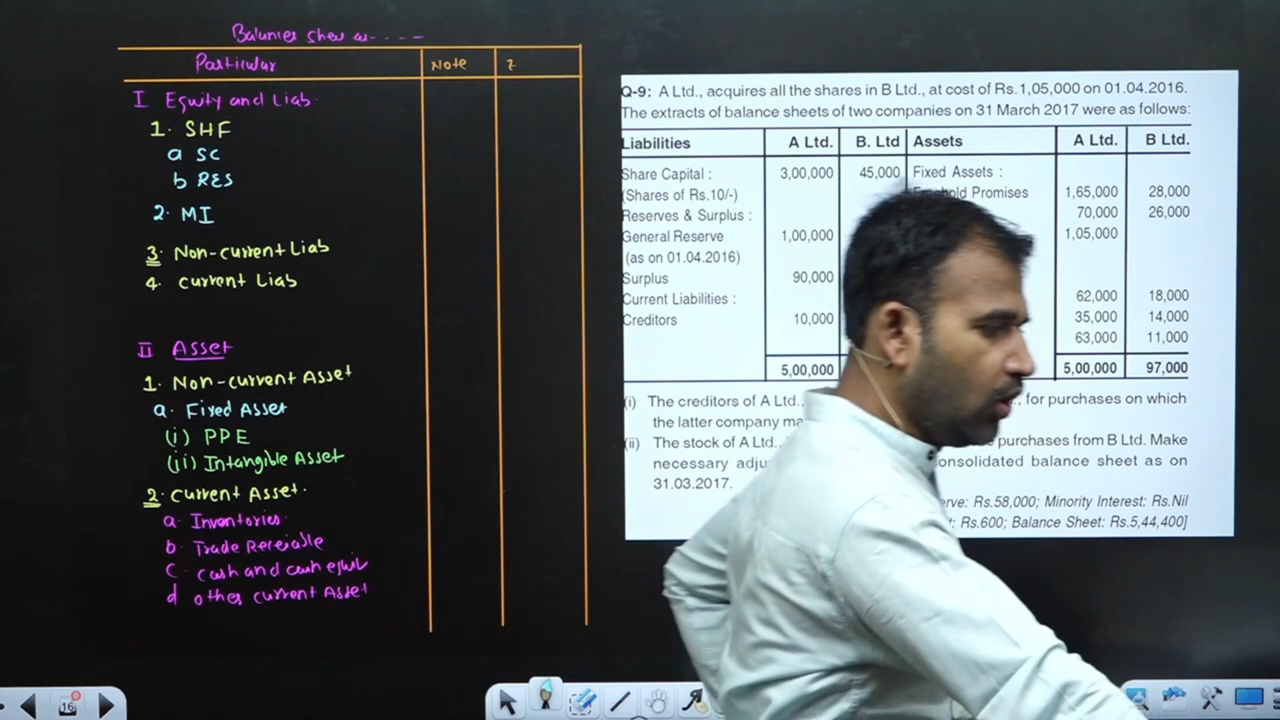 Balance sheet as ----
Particular Note ₹
I Equity and Liab.
1. SHF
a SC
b RES
2. MI
3. Non-current Liab
4. current Liab
II Asset
1. Non-current Asset
a. Fixed Asset
(i) PPE
(ii) Intangible Asset
2. Current Asset.
a. Inventories.
b. Trade
c. cash and cash
d other current Asset
16
Q-9: A Ltd., acquires all the shares in B Ltd., at cost of Rs.1,05,000 on 01.04.2016.
The extracts of balance sheets of two companies on 31 March 2017 were as follows:
Liabilities A Ltd. B. Ltd Assets A Ltd. B Ltd.
Share Capital : 3,00,000 45,000 Fixed Assets :
(Shares of Rs.10/-) Promises 1,65,000 28,000
Reserves & Surplus : 70,000 26,000
General Reserve 1,00,000 1,05,000
(as on 01.04.2016)
Surplus 90,000
Current Liabilities : 62,000 18,000
Creditors 10,000 35,000 14,000
63,000 11,000
5,00,000 5,00,000 97,000
(i) The creditors of A Ltd., for purchases on which
the latter company
(ii) The stock of A Ltd. purchases from B Ltd. Make
necessary balance sheet as on
31.03.2017.
Rs.58,000; Minority Interest: Rs.Nil
Rs.600; Balance Sheet: Rs.5,44,400]